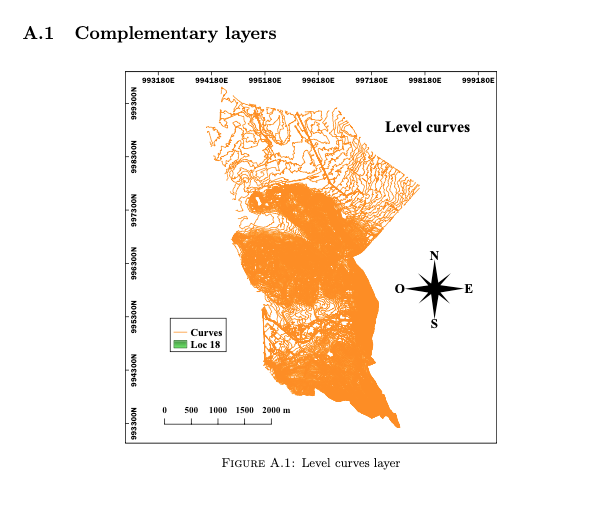 A.1 Complementary layers
993180E 994180E 995180E 996180E 997180E 998180E 999180E
999300N
998300N
997300N
996300N
995300N
994300N
993300N
Level curves
N
O E
S
Curves
Loc 18
0 500 1000 1500 2000 m
FIGURE A.1: Level curves layer